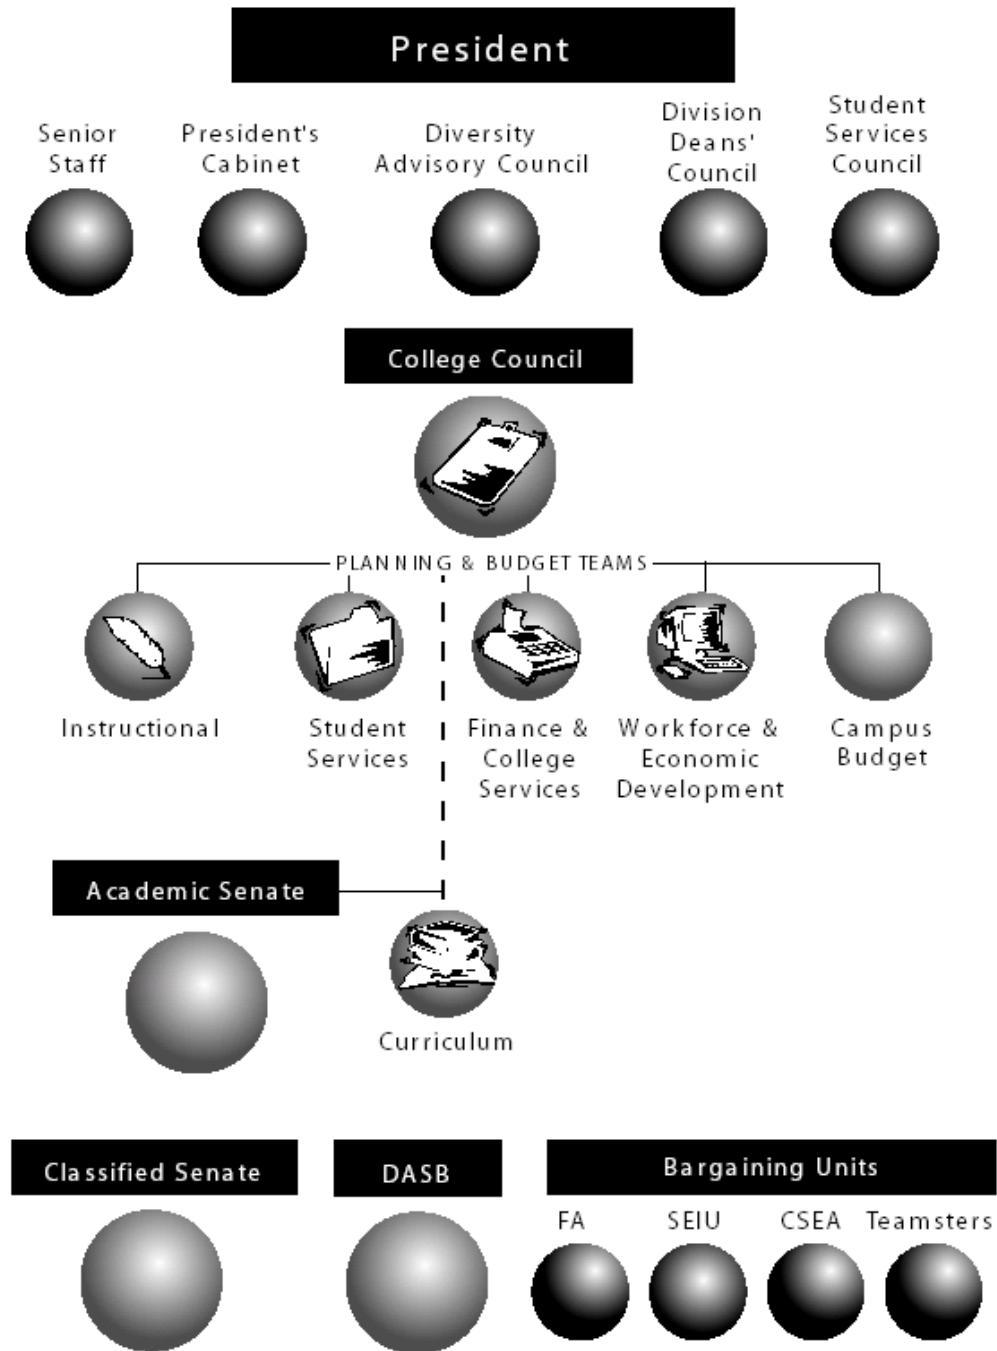 President
Senior
Staff
President's
Cabinet
Diversity
Advisory Council
Division
Deans'
Council
Student
Services
Council
College Council
PLANNING & BUDGET TEAMS
Instructional
Student
Services
Finance &
College
Services
Workforce &
Economic
Development
Campus
Budget
Academic Senate
Curriculum
Classified Senate
DASB
Bargaining Units
FA
SEIU
CSEA
Teamsters